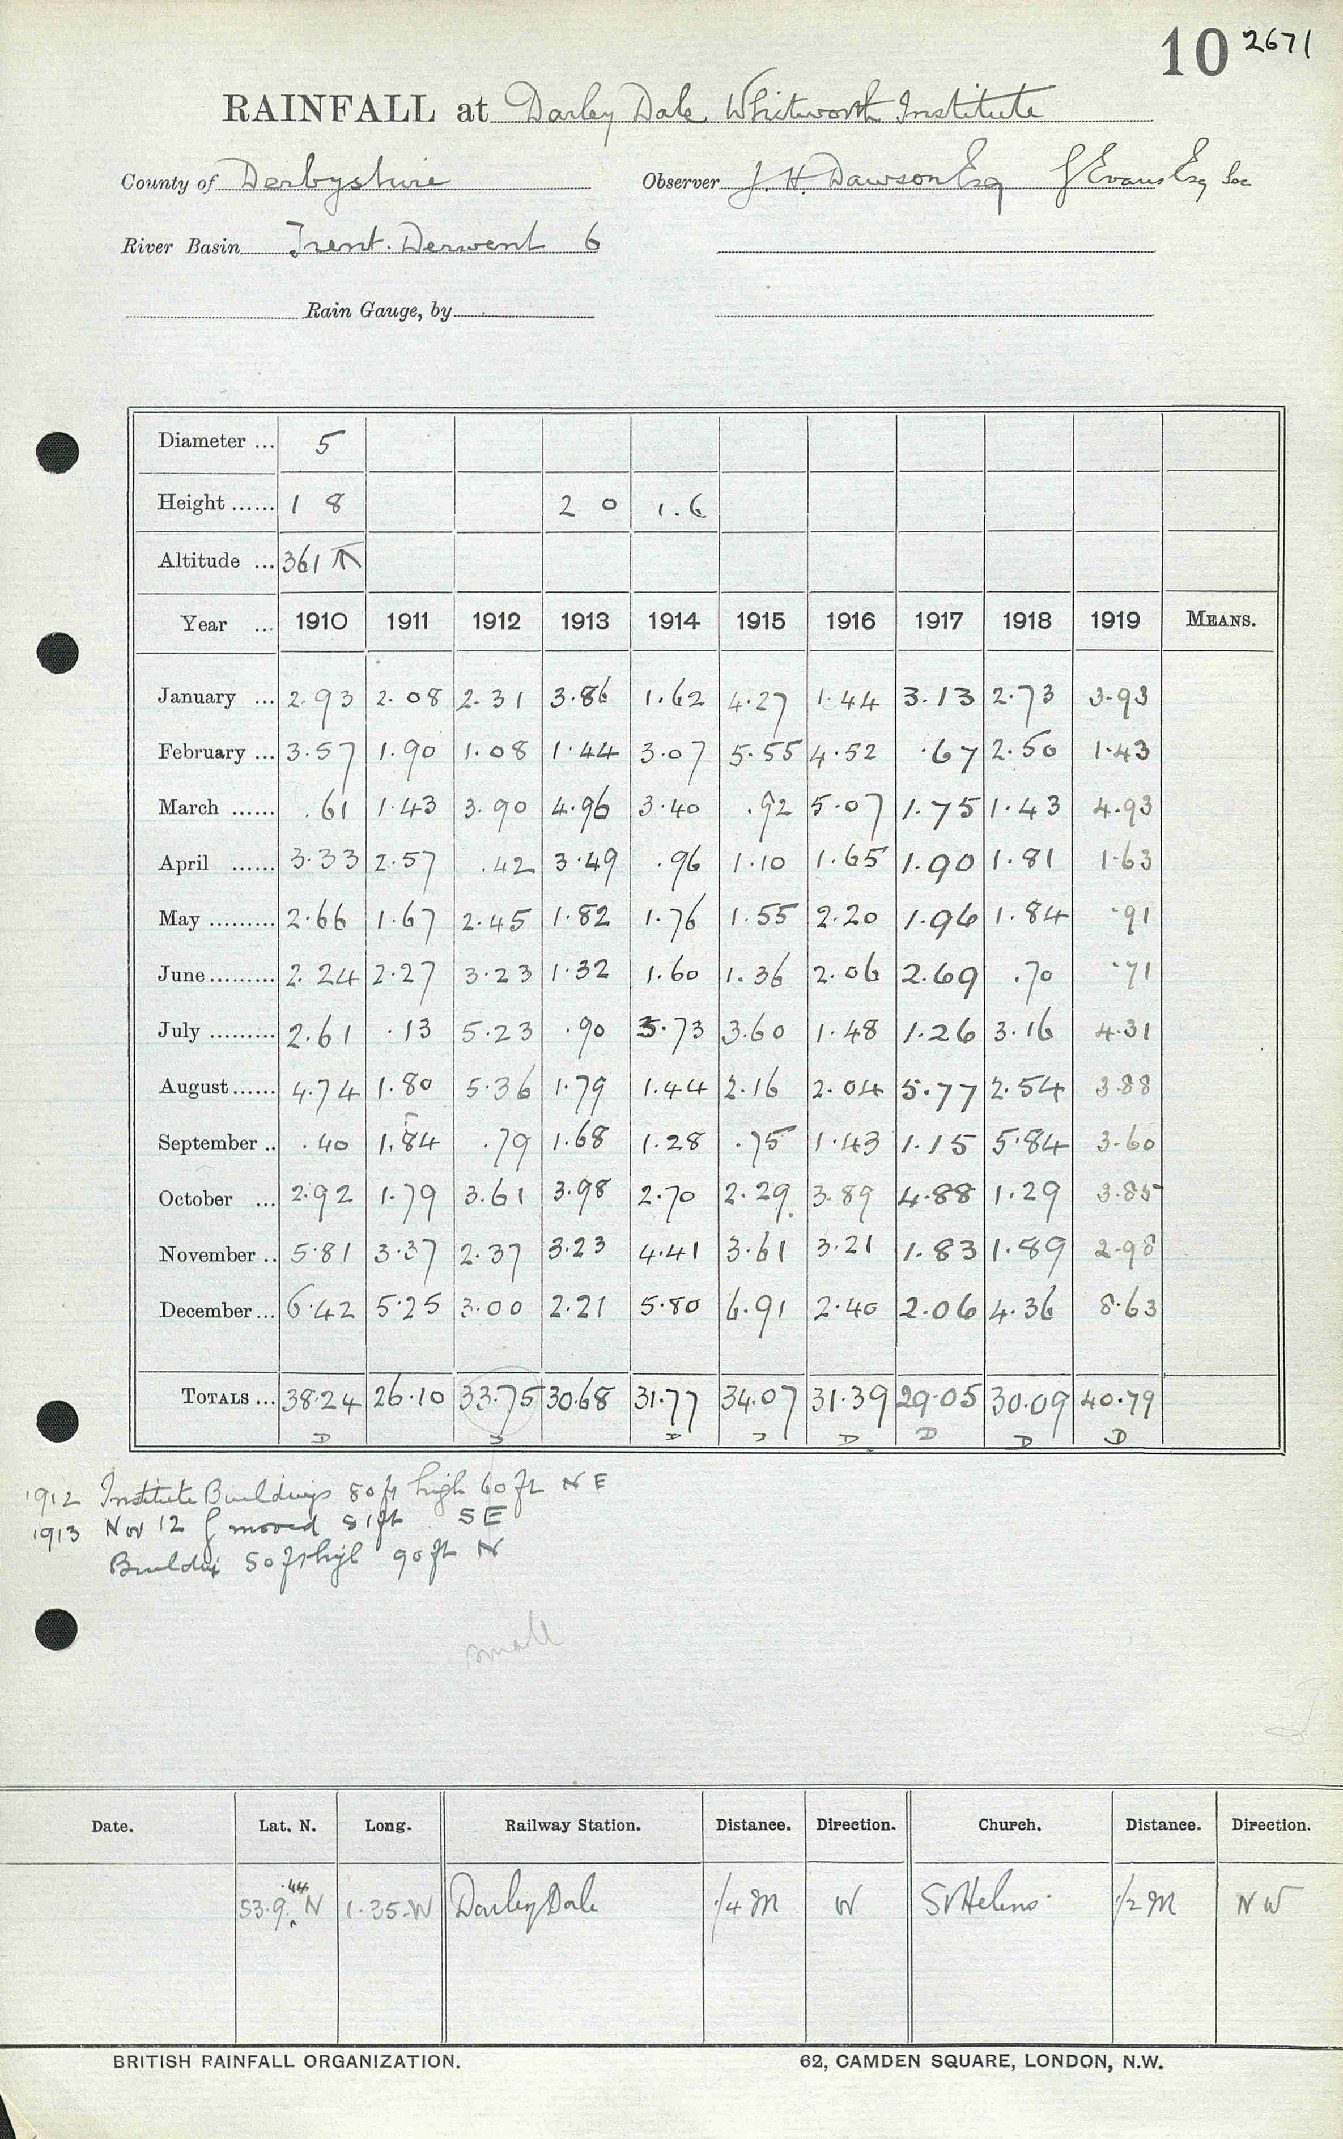 10 2671
RAINFALL at Darley Dale Whitworth Institute
County of Derbyshire Observer J. H. Dawson Esq J Evans Esq Sec
River Basin Trent. Derwent 6
Rain Gauge, by
Diameter ... 5
Height ...... 1 8 2 0 1.6
Altitude ... 361
Year ... 1910 1911 1912 1913 1914 1915 1916 1917 1918 1919 MEANS.
January ... 2.93 2.08 2.31 3.86 1.62 4.27 1.44 3.13 2.73 3.93
February ... 3.57 1.90 1.08 1.44 3.07 5.55 4.52 .67 2.50 1.43
March ...... .61 1.43 3.90 4.96 3.40 .92 5.07 1.75 1.43 4.93
April ...... 3.33 2.57 .42 3.49 .96 1.10 1.65 1.90 1.81 1.63
May ......... 2.66 1.67 2.45 1.82 1.76 1.55 2.20 1.96 1.84 .91
June ......... 2.24 2.27 3.23 1.32 1.60 1.36 2.06 2.69 .70 .71
July ......... 2.61 .13 5.23 .90 3.73 3.60 1.48 1.26 3.16 4.31
August ...... 4.74 1.80 5.36 1.79 1.44 2.16 2.04 5.77 2.54 3.88
September .. .40 1.84 .79 1.68 1.28 .75 1.43 1.15 5.84 3.60
October ... 2.92 1.79 3.61 3.98 2.70 2.29 3.89 4.88 1.29 3.85
November .. 5.81 3.37 2.37 3.23 4.41 3.61 3.21 1.83 1.89 2.98
December ... 6.42 5.25 3.00 2.21 5.80 6.91 2.40 2.06 4.36 8.63
TOTALS ... 38.24 26.10 33.75 30.68 31.77 34.07 31.39 29.05 30.09 40.79
1912 Institute Buildings 80 ft high 60 ft N E
1913 Nov 12 g moved 81 ft SE
Building 50 ft high 90 ft N
small
Date. Lat. N. Long. Railway Station. Distance. Direction. Church. Distance. Direction.
53.9.44 N 1.35.W Darley Dale 1/4 M W St Helens 1/2 M NW
BRITISH RAINFALL ORGANIZATION. 62, CAMDEN SQUARE, LONDON, N.W.